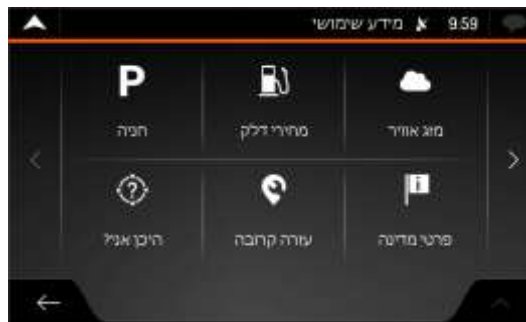 מידע שימושי 9:59
מזג אוויר
מחירי דלק
P
חניה
פרטי מדינה
עזרה קרובה
היכן אני?